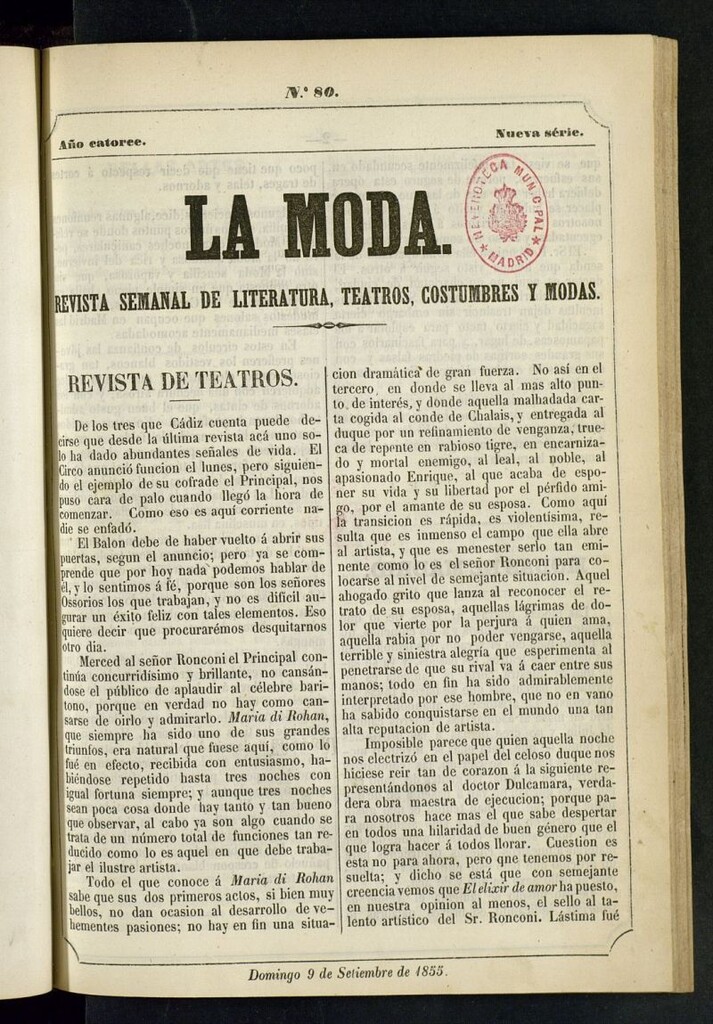 N.º 80.
Año catorce.
Nueva série.
LA MODA.
HEMEROTECA MUNICIPAL
★ MADRID ★
REVISTA SEMANAL DE LITERATURA, TEATROS, COSTUMBRES Y MODAS.
REVISTA DE TEATROS.
De los tres que Cádiz cuenta puede de-
cirse que desde la última revista acá uno so-
lo ha dado abundantes señales de vida. El
Circo anunció funcion el lunes, pero siguien-
do el ejemplo de su cofrade el Principal, nos
puso cara de palo cuando llegó la hora de
comenzar. Como eso es aquí corriente na-
die se enfadó.
El Balon debe de haber vuelto á abrir sus
puertas, segun el anuncio; pero ya se com-
prende que por hoy nada podemos hablar de
él, y lo sentimos á fé, porque son los señores
Ossorios los que trabajan, y no es dificil au-
gurar un éxito feliz con tales elementos. Eso
quiere decir que procurarémos desquitarnos
otro dia.
Merced al señor Ronconi el Principal con-
tinúa concurridísimo y brillante, no cansán-
dose el público de aplaudir al célebre bari-
tono, porque en verdad no hay como can-
sarse de oirlo y admirarlo. Maria di Rohan,
que siempre ha sido uno de sus grandes
triunfos, era natural que fuese aquí, como lo
fué en efecto, recibida con entusiasmo, ha-
biéndose repetido hasta tres noches con
igual fortuna siempre; y aunque tres noches
sean poca cosa donde hay tanto y tan bueno
que observar, al cabo ya son algo cuando se
trata de un número total de funciones tan re-
ducido como lo es aquel en que debe traba-
jar el ilustre artista.
Todo el que conoce á Maria di Rohan
sabe que sus dos primeros actos, si bien muy
bellos, no dan ocasion al desarrollo de ve-
hementes pasiones; no hay en fin una situa-
cion dramática de gran fuerza. No así en el
tercero, en donde se lleva al mas alto pun-
to de interés, y donde aquella malhadada car-
ta cogida al conde de Chalais, y entregada al
duque por un refinamiento de venganza, true-
ca de repente en rabioso tigre, en encarniza-
do y mortal enemigo, al leal, al noble, al
apasionado Enrique, al que acaba de espo-
ner su vida y su libertad por el pérfido ami-
go, por el amante de su esposa. Como aquí
la transicion es rápida, es violentísima, re-
sulta que es inmenso el campo que ella abre
al artista, y que es menester serlo tan emi-
nente como lo es el señor Ronconi para co-
locarse al nivel de semejante situacion. Aquel
ahogado grito que lanza al reconocer el re-
trato de su esposa, aquellas lágrimas de do-
lor que vierte por la perjura á quien ama,
aquella rabia por no poder vengarse, aquella
terrible y siniestra alegría que esperimenta al
penetrarse de que su rival va á caer entre sus
manos; todo en fin ha sido admirablemente
interpretado por ese hombre, que no en vano
ha sabido conquistarse en el mundo una tan
alta reputacion de artista.
Imposible parece que quien aquella noche
nos electrizó en el papel del celoso duque nos
hiciese reir tan de corazón á la siguiente re-
presentándonos al doctor Dulcamara, verda-
dera obra maestra de ejecucion; porque pa-
ra nosotros hace mas el que sabe despertar
en todos una hilaridad de buen género que el
que logra hacer á todos llorar. Cuestion es
esta no para ahora, pero que tenemos por re-
suelta; y dicho se está que con semejante
creencia vemos que El elixir de amor ha puesto,
en nuestra opinion al menos, el sello al ta-
lento artístico del Sr. Ronconi. Lástima fué
Domingo 9 de Setiembre de 1855.